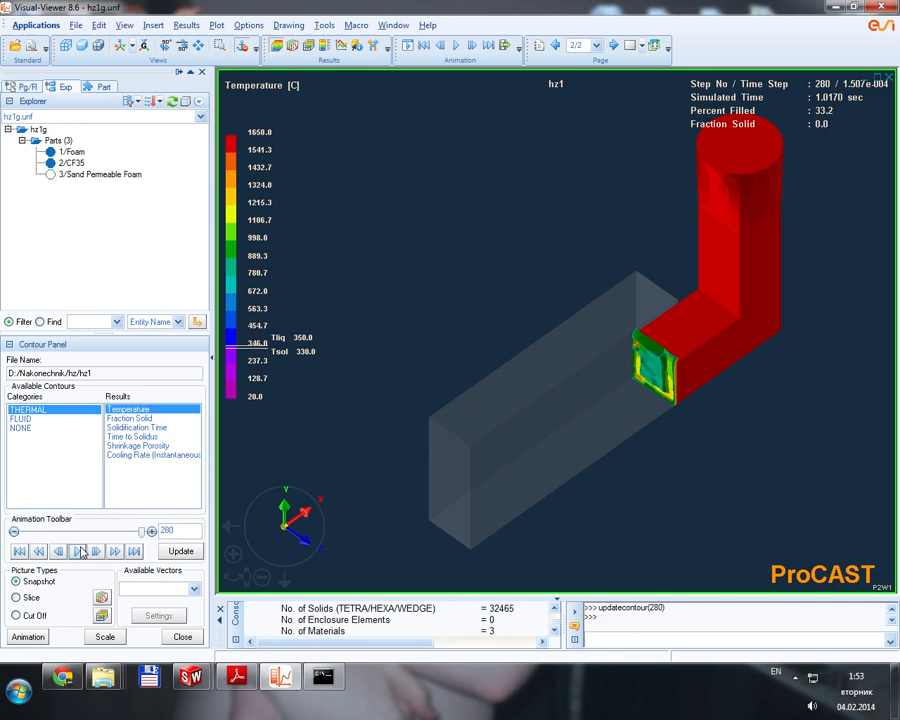 Visual-Viewer 8.6 - hz1g.unf
Applications File Edit View Insert Results Plot Options Drawing Tools Macro Windows Help
esi
2/2
Standard Views Results Animation Page
Pg/Fl Exp Part
Explorer
hz1g.unf
hz1g
Parts (3)
1/Foam
2/CF35
3/Sand Permeable Foam
Filter Find Entity Name
Contour Panel
File Name:
D:/Nakonechnik/hz/hz1
Available Contours
Categories Results
THERMAL
FLUID
NONE
Temperature
Fraction Solid
Solidification Time
Time to Solidus
Shrinkage Porosity
Cooling Rate (Instantaneous
Animation Toolbar
280
Update
Picture Types Available Vectors
Snapshot
Slice
Cut Off
Settings
Animation Scale Close
Temperature [C]
hz1
Step No / Time Step : 280 / 1.507e-004
Simulated Time : 1.0170 sec
Percent Filled : 33.2
Fraction Solid : 0.0
1650.0
1541.3
1432.7
1324.0
1215.3
1106.7
998.0
889.3
780.7
672.0
563.3
454.7
346.0
237.3
128.7
20.0
Tliq 350.0
Tsol 330.0
Y
X
ProCAST
P2W1
Consc
No. of Solids (TETRA/HEXA/WEDGE) = 32465
No. of Enclosure Elements = 0
No. of Materials = 3
>>> updatecontour(280)
>>>
SW
EN
1:53
вторник
04.02.2014